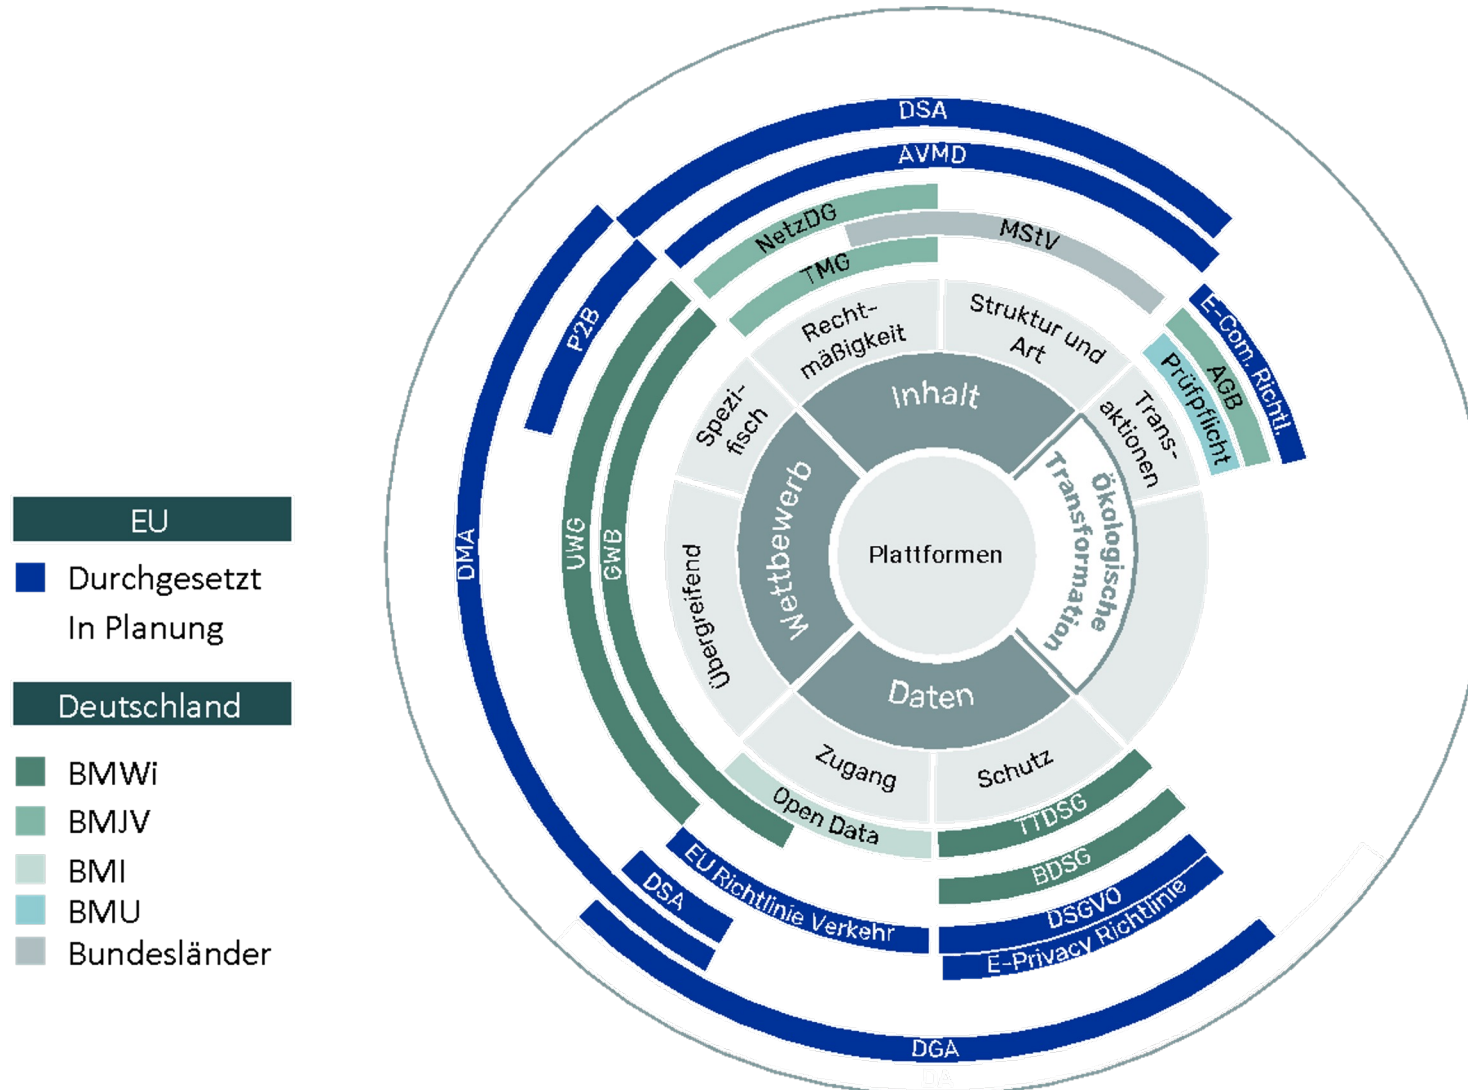 EU
Durchgesetzt
In Planung
Deutschland
BMWi
BMJV
BMI
BMU
Bundesländer
DSA
AVMD
NetzDG
MStV
TMG
Recht-
mäßigkeit
Struktur und
Art
Inhalt
E-Com. Richtl.
AGB
Prüfpflicht
Trans-
aktionen
Ökologische
Transformation
P2B
DMA
UWG
GWB
Spezi-
fisch
Übergreifend
Wettbewerb
Plattformen
Daten
Zugang
Schutz
Open Data
TTDSG
BDSG
EU Richtlinie Verkehr
DSGVO
E-Privacy Richtlinie
DSA
DGA
DA